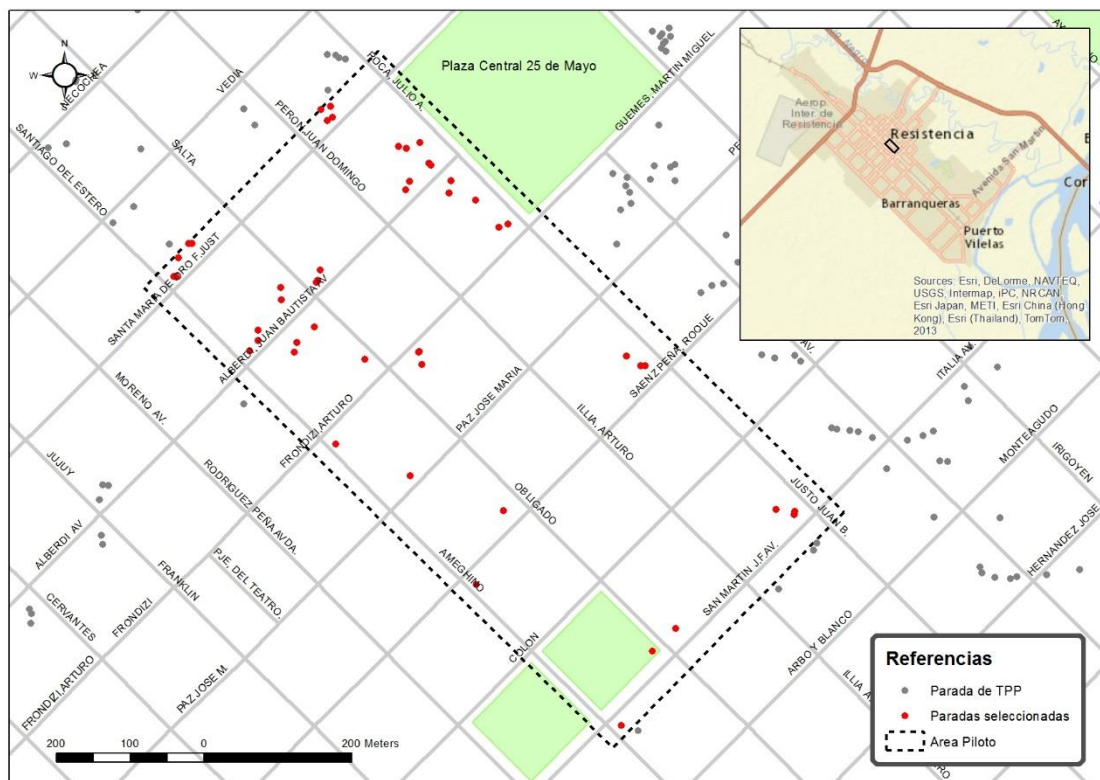 N
W
E
S
NECOCHEA
VEDIA
ROCA, JULIO A.
Plaza Central 25 de Mayo
GUEMES, MARTIN MIGUEL
SANTIAGO DEL ESTERO
SALTA
PERON,JUAN DOMINGO
SANTA MARIA DE ORO F.JUST
ALBERDI, JUAN BAUTISTA AV
MORENO AV.
FRONDIZI,ARTURO
PAZ JOSE MARIA
SAENZ PEÑA, ROQUE
ILLIA, ARTURO
AV.
ITALIA AV.
MONTEAGUDO
IRIGOYEN
HERNANDEZ JOSE
JUJUY
RODRIGUEZ PEÑA AVDA.
OBLIGADO
JUSTO JUAN B.
ALBERDI AV
PJE. DEL TEATRO.
FRANKLIN
AMEGHINO
SAN MARTIN J.F.AV.
CERVANTES
FRONDIZI
COLON
ARBO Y BLANCO
FRONDIZI,ARTURO
PAZ JOSE M.
Aerop.
Inter. de
Resistencia
Resistencia
Avenida San Martin
Barranqueras
Puerto
Vilelas
Cor
Sources: Esri, DeLorme, NAVTEQ,
USGS, Intermap, iPC, NRCAN,
Esri Japan, METI, Esri China (Hong
Kong), Esri (Thailand), TomTom,
2013
Referencias
Parada de TPP
Paradas seleccionadas
Area Piloto
200 100 0 200 Meters